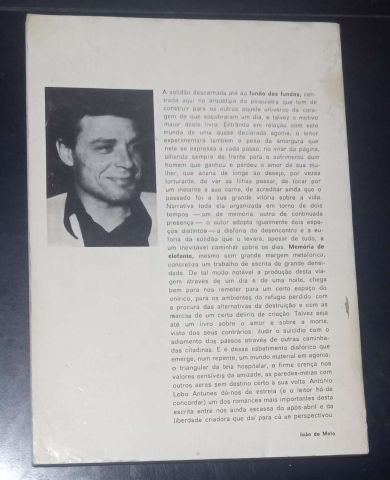 A solidão descarnada até ao fundo dos fundos, cen-
trada aqui no arquetipo do psiquiatra que tem de
construir para os outros aquele universo da cora-
gem de que soçobraram um dia, é talvez o motivo
maior deste livro. Entrando em relação com este
mundo de uma quase declarada agonia, o leitor
experimentará também o peso da amargura que
nele se expressa a cada passo, no virar da página,
olhando sempre de frente para o sofrimento dum
homem que ganhou e perdeu o amor de sua mu-
lher, que acena de longe ao desejo, por vezes
torturante, de ver as filhas passar, de tocar por
um instante a sua carne, de acreditar ainda que o
passado foi a sua grande vitória sobre a vida.
Narrativa toda ela organizada em torno de dois
tempos — um de memória, outro de continuada
presença — o autor adopta igualmente dois espa-
ços distintos — a disforia do desencontro e a eu-
foria da solidão que o levará, apesar de tudo, a
um inevitável caminhar sobre os dias. Memória de
elefante, mesmo sem grande margem metafórica,
concretiza um trabalho de escrita de grande densi-
dade. De tal modo notável a produção desta via-
gem através de um dia e de uma noite, chega
bem para nos remeter para um certo espaço do
onírico, para os ambientes do refúgio perdido com
a procura das alternativas da destruição e com as
marcas de um certo delírio de criação. Talvez seja
até um livro sobre o amor e sobre a morte,
visto dos seus contrários: iludir o suicídio com o
adiamento dos passos através de outras caminha-
das citadinas. E é desse esbatimento disfórico que
emerge, num repente, um mundo material em agonia:
o triangular da teia hospitalar, a firme crença nos
valores sensíveis da amizade, as paredes-meias com
outros seres sem destino certo à sua volta. António
Lobo Antunes dá-nos de estreia (e o leitor há-de
concordar) um dos romances mais importantes desta
escrita entre nós ainda escassa do após-abril e da
liberdade criadora que daí para cá se perspectivou.
João de Melo